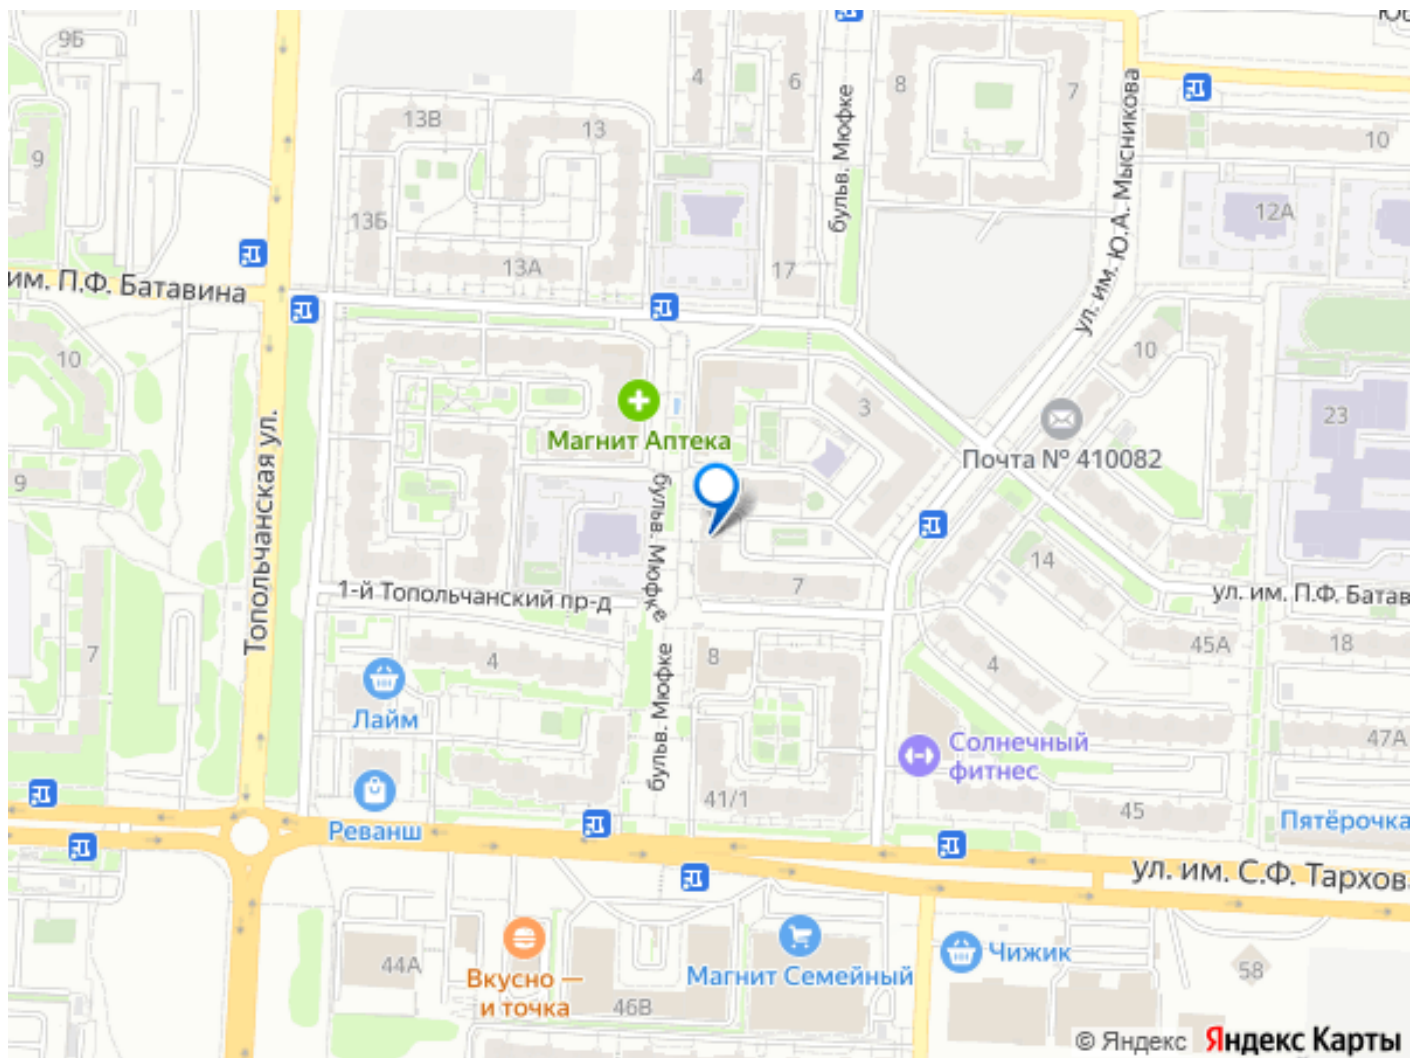 9Б
4
6
8
7
Юб
13В
13
бульв. Мюфке
ул. им. Ю.А. Мысникова
10
9
13Б
12А
13А
17
им. П.Ф. Батавина
10
10
3
23
Магнит Аптека
Почта № 410082
Топольчанская ул.
9
бульв. Мюфке
14
1-й Топольчанский пр-д
7
ул. им. П.Ф. Батав
7
4
8
4
45А
18
Лайм
бульв. Мюфке
47А
Солнечный
фитнес
41/1
45
Реванш
Пятёрочка
ул. им. С.Ф. Тархов
44А
Вкусно —
и точка
46В
Магнит Семейный
Чижик
58
© Яндекс Яндекс Карты